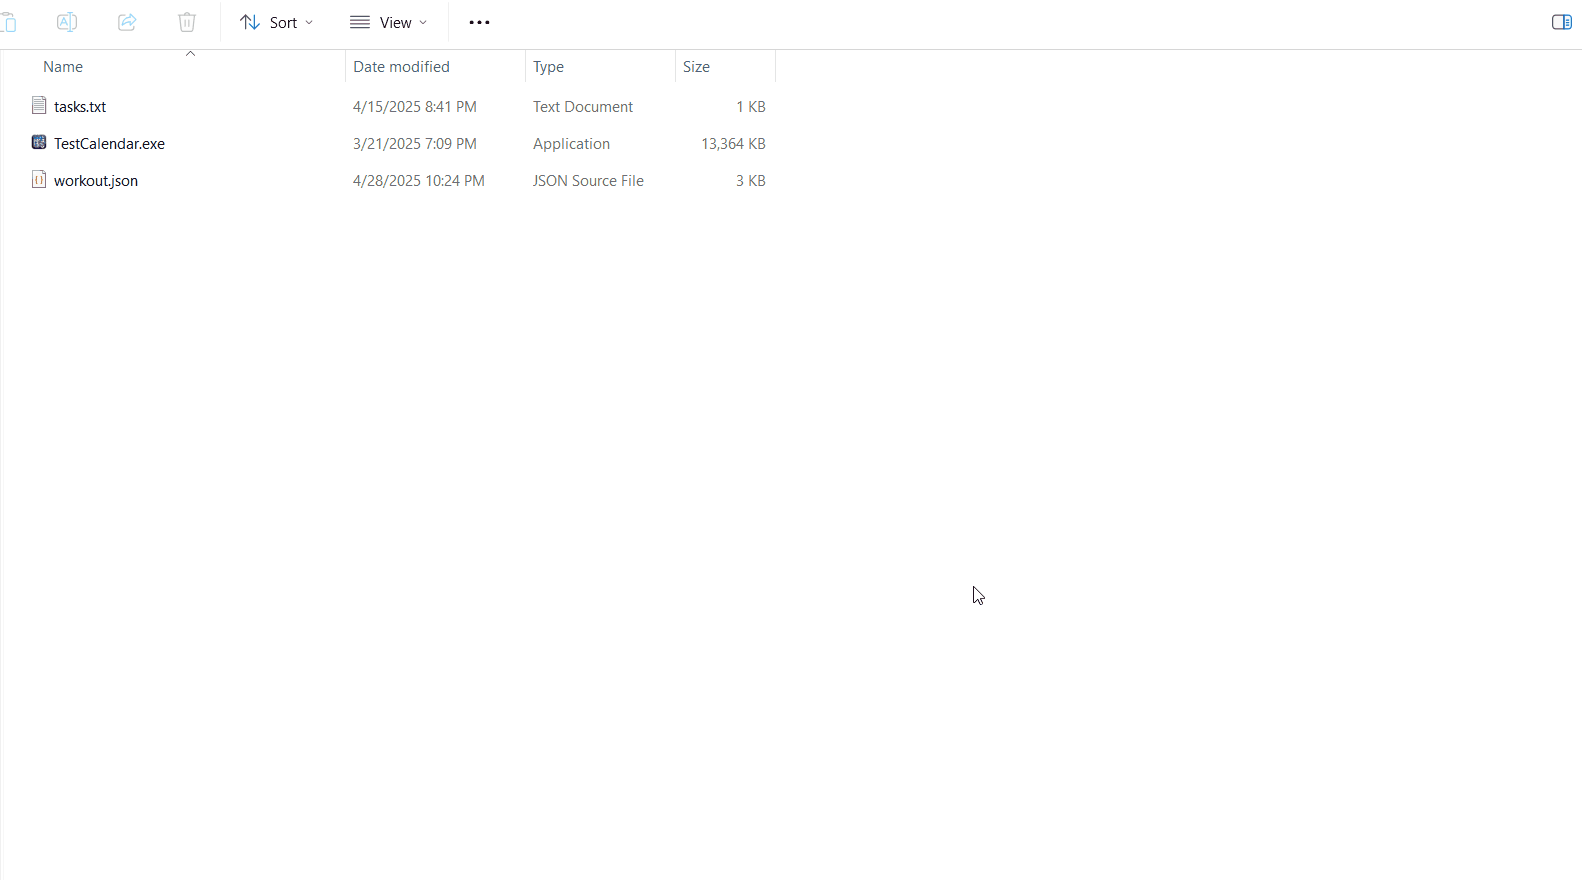 Sort View •••
Name Date modified Type Size
tasks.txt 4/15/2025 8:41 PM Text Document 1 KB
TestCalendar.exe 3/21/2025 7:09 PM Application 13,364 KB
workout.json 4/28/2025 10:24 PM JSON Source File 3 KB